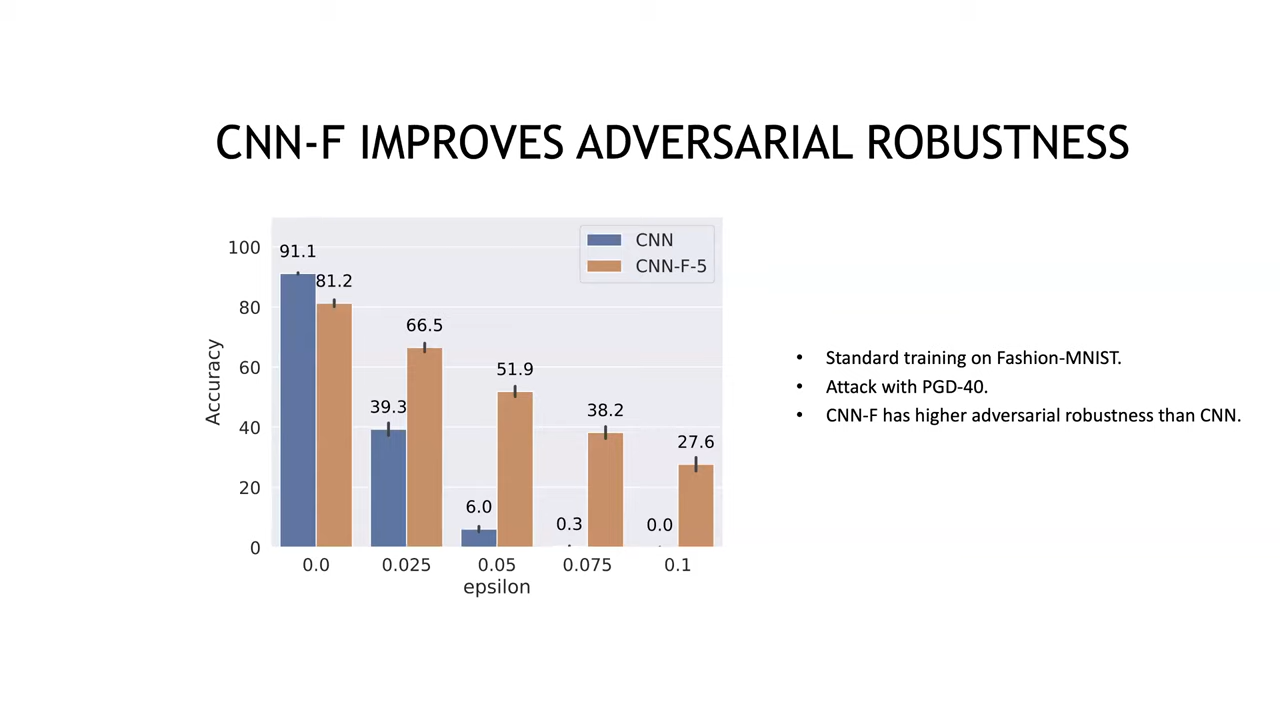 CNN-F IMPROVES ADVERSARIAL ROBUSTNESS
Accuracy
100
80
60
40
20
0
91.1
81.2
39.3
66.5
6.0
51.9
0.3
38.2
0.0
27.6
CNN
CNN-F-5
0.0
0.025
0.05
0.075
0.1
epsilon
• Standard training on Fashion-MNIST.
• Attack with PGD-40.
• CNN-F has higher adversarial robustness than CNN.